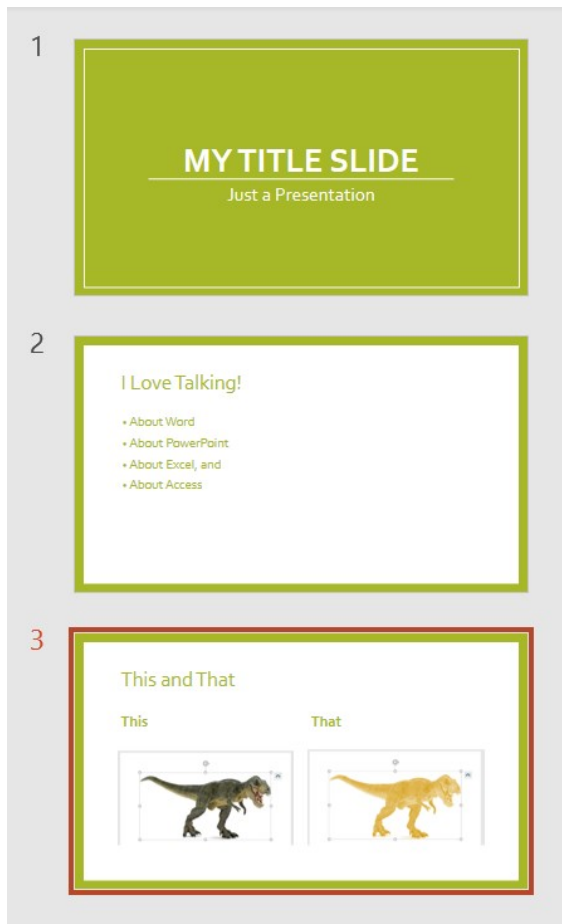 1
MY TITLE SLIDE
Just a Presentation
2
I Love Talking!
• About Word
• About PowerPoint
• About Excel, and
• About Access
3
This and That
This That